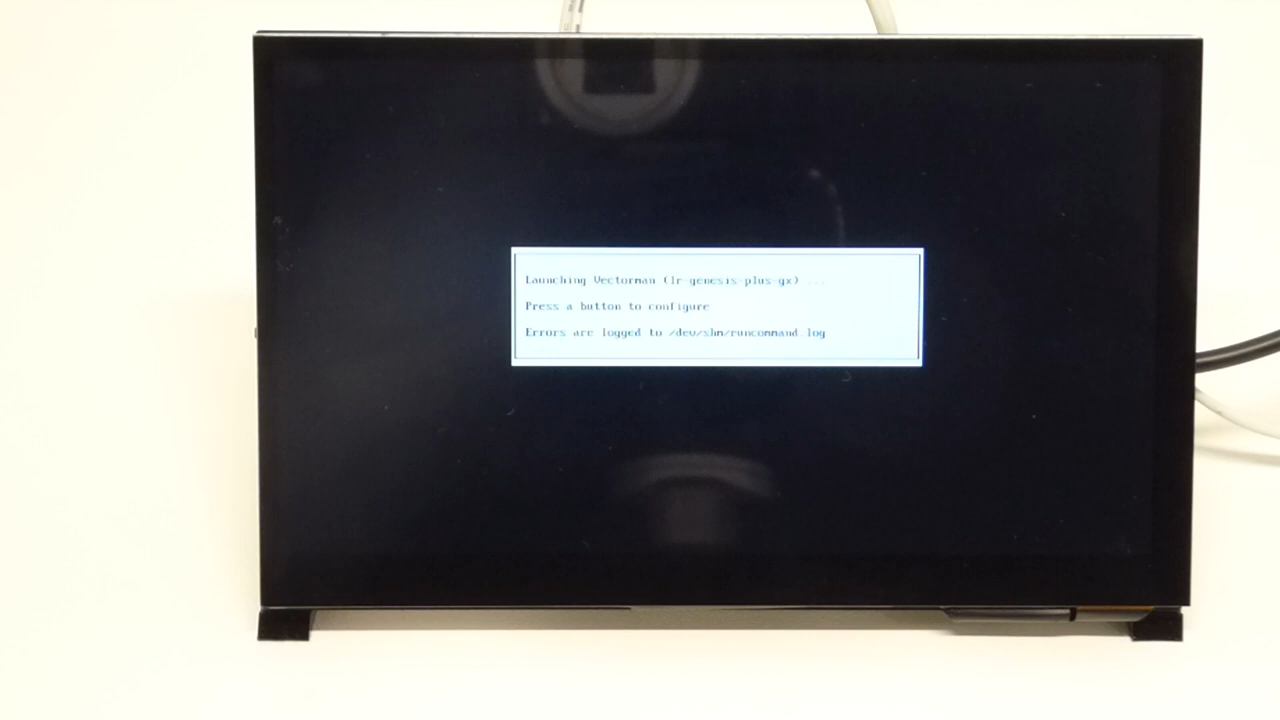 Launching Vectorman (lr-genesis-plus-gx) ...
Press a button to configure
Errors are logged to /dev/shm/runcommand.log